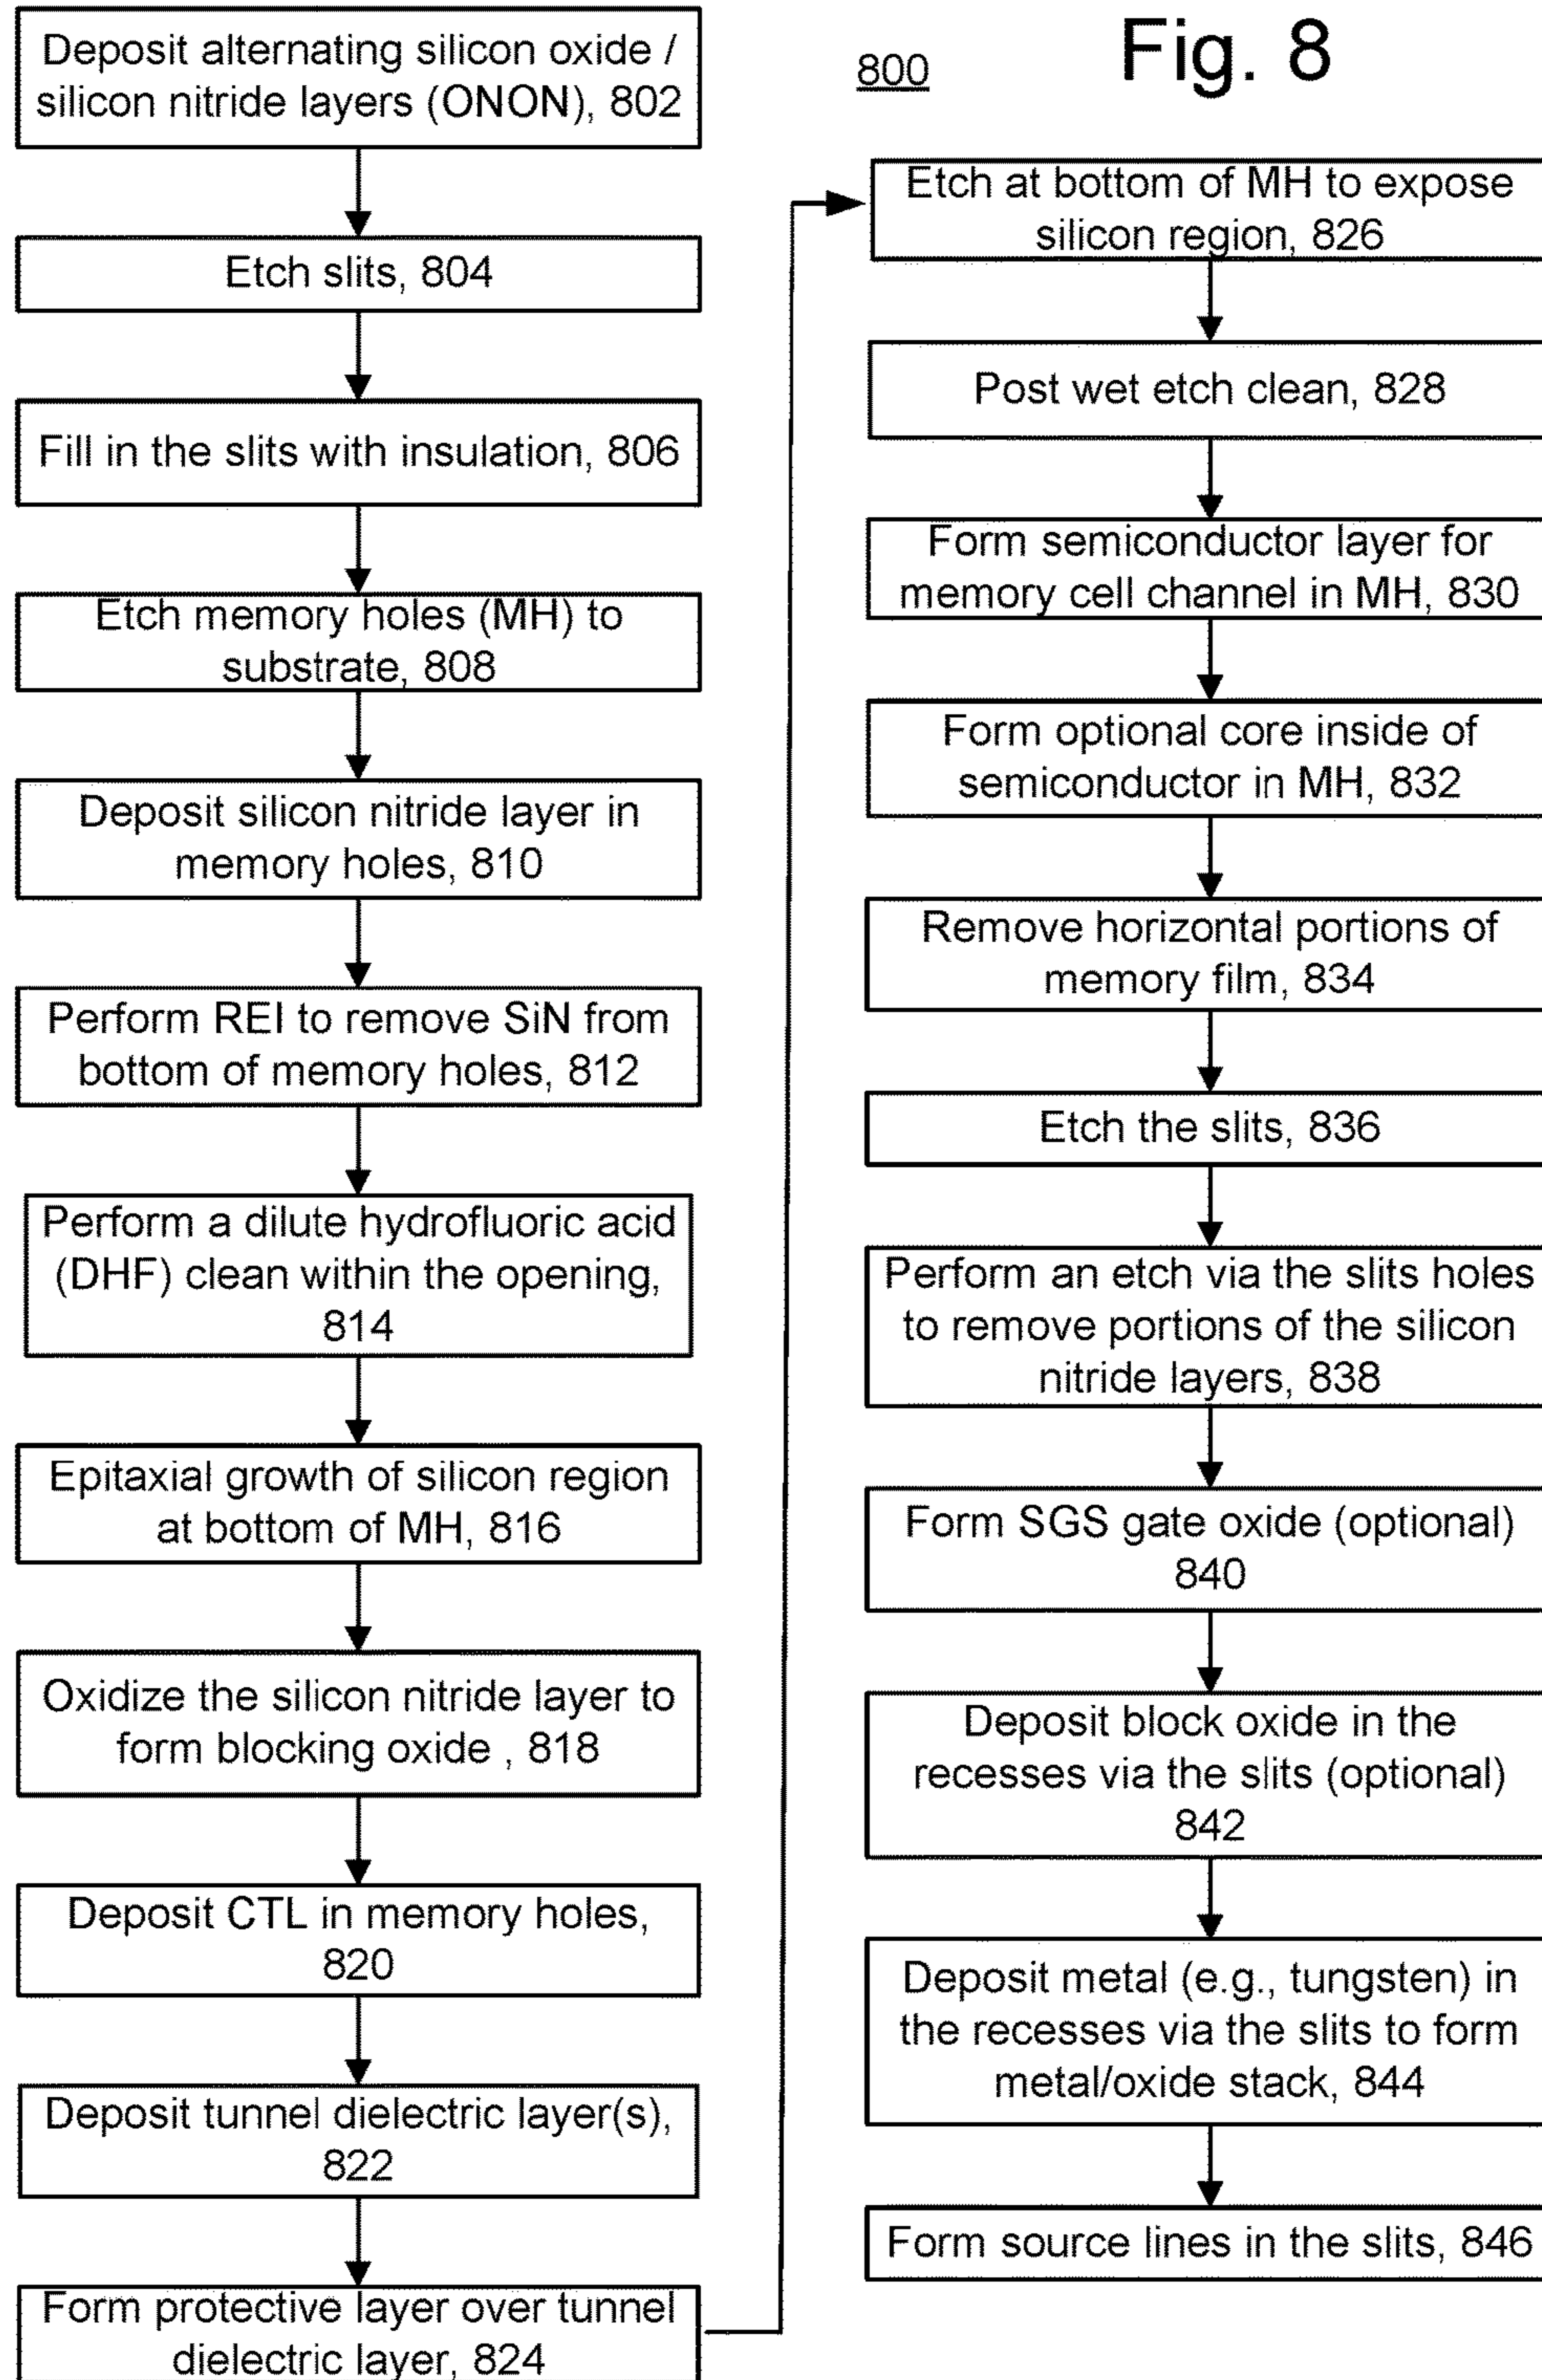 800
Fig. 8
Deposit alternating silicon oxide /
silicon nitride layers (ONON), 802
Etch slits, 804
Fill in the slits with insulation, 806
Etch memory holes (MH) to
substrate, 808
Deposit silicon nitride layer in
memory holes, 810
Perform REI to remove SiN from
bottom of memory holes, 812
Perform a dilute hydrofluoric acid
(DHF) clean within the opening,
814
Epitaxial growth of silicon region
at bottom of MH, 816
Oxidize the silicon nitride layer to
form blocking oxide , 818
Deposit CTL in memory holes,
820
Deposit tunnel dielectric layer(s),
822
Form protective layer over tunnel
dielectric layer, 824
Etch at bottom of MH to expose
silicon region, 826
Post wet etch clean, 828
Form semiconductor layer for
memory cell channel in MH, 830
Form optional core inside of
semiconductor in MH, 832
Remove horizontal portions of
memory film, 834
Etch the slits, 836
Perform an etch via the slits holes
to remove portions of the silicon
nitride layers, 838
Form SGS gate oxide (optional)
840
Deposit block oxide in the
recesses via the slits (optional)
842
Deposit metal (e.g., tungsten) in
the recesses via the slits to form
metal/oxide stack, 844
Form source lines in the slits, 846